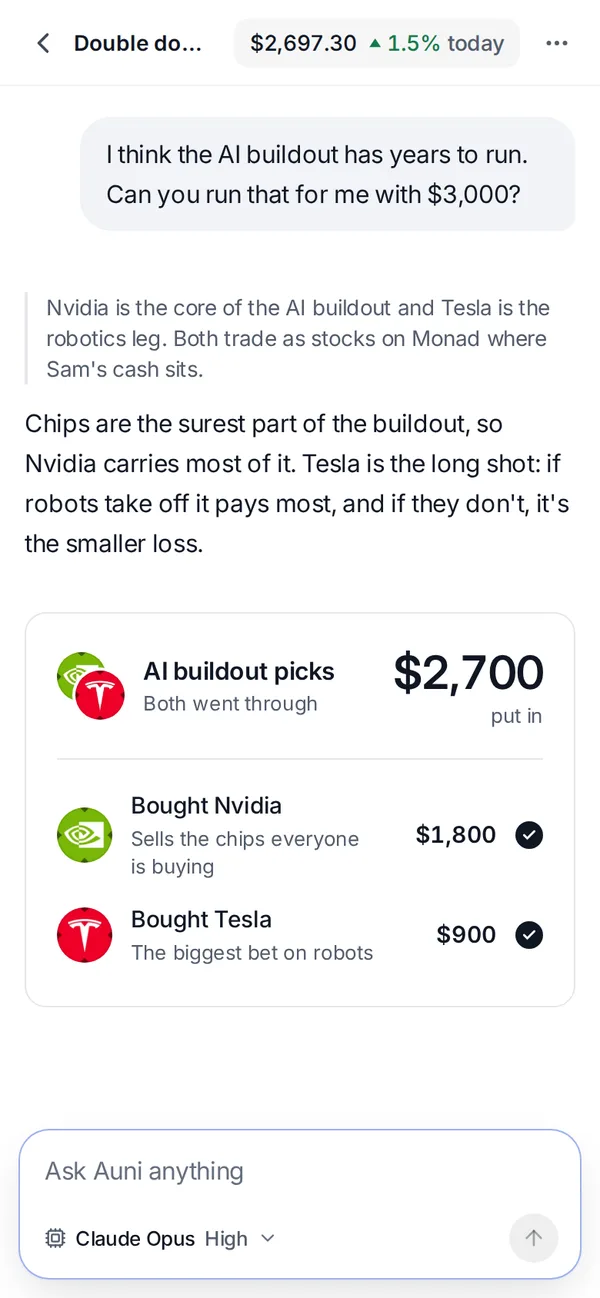 Double do...
$2,697.30 ▲ 1.5% today
I think the AI buildout has years to run.
Can you run that for me with $3,000?
Nvidia is the core of the AI buildout and Tesla is the
robotics leg. Both trade as stocks on Monad where
Sam's cash sits.
Chips are the surest part of the buildout, so
Nvidia carries most of it. Tesla is the long shot: if
robots take off it pays most, and if they don't, it's
the smaller loss.
AI buildout picks
Both went through
$2,700
put in
Bought Nvidia
Sells the chips everyone
is buying
$1,800
Bought Tesla
The biggest bet on robots
$900
Ask Auni anything
Claude Opus High